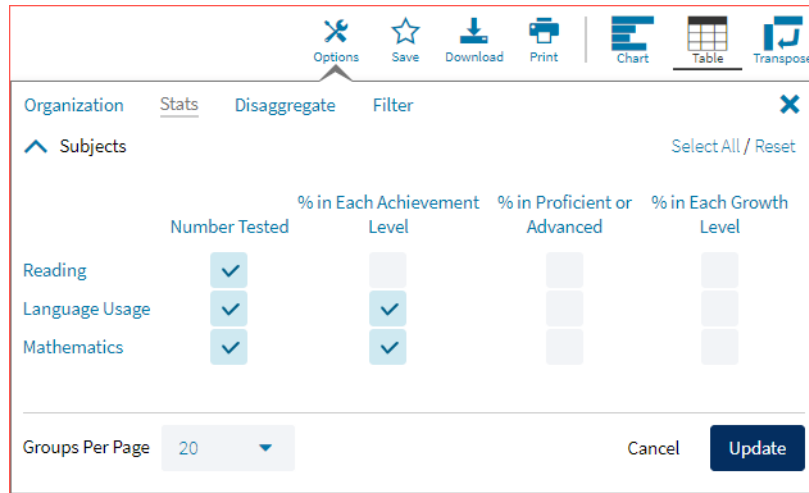 Options Save Download Print Chart Table Transpose
Organization Stats Disaggregate Filter
Subjects Select All / Reset
% in Each Achievement % in Proficient or % in Each Growth
Number Tested Level Advanced Level
Reading
Language Usage
Mathematics
Groups Per Page 20 Cancel Update